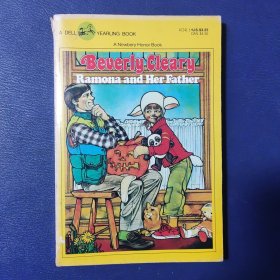 A DELL
YEARLING BOOK
A Newbery Honor Book
Beverly Cleary
Ramona and Her Father